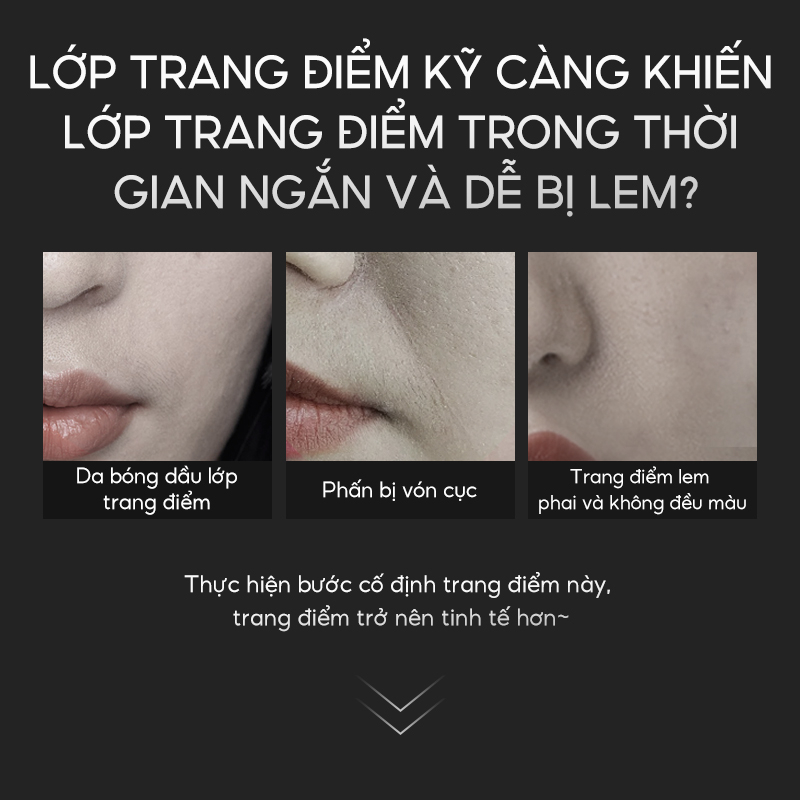 LỚP TRANG ĐIỂM KỸ CÀNG KHIẾN
LỚP TRANG ĐIỂM TRONG THỜI
GIAN NGẮN VÀ DỄ BỊ LEM?
Da bóng dầu lớp
trang điểm
Phấn bị vón cục
Trang điểm lem
phai và không đều màu
Thực hiện bước cố định trang điểm này,
trang điểm trở nên tinh tế hơn~